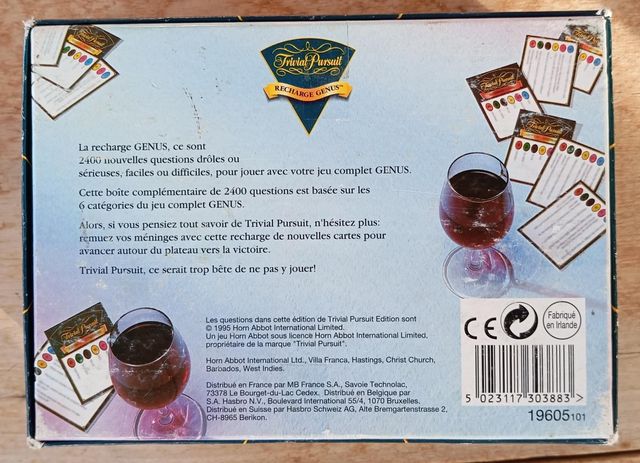 Trivial Pursuit
RECHARGE GENUS™
La recharge GENUS, ce sont
2400 nouvelles questions drôles ou
sérieuses, faciles ou difficiles, pour jouer avec votre jeu complet GENUS.
Cette boîte complémentaire de 2400 questions est basée sur les
6 catégories du jeu complet GENUS.
Alors, si vous pensiez tout savoir de Trivial Pursuit, n'hésitez plus:
remuez vos méninges avec cette recharge de nouvelles cartes pour
avancer autour du plateau vers la victoire.
Trivial Pursuit, ce serait trop bête de ne pas y jouer!
Les questions dans cette édition de Trivial Pursuit Edition sont
© 1995 Horn Abbot International Limited.
Un jeu Horn Abbot sous licence Horn Abbot International Limited,
propriétaire de la marque "Trivial Pursuit".
Horn Abbot International Ltd., Villa Franca, Hastings, Christ Church,
Barbados, West Indies.
Distribué en France par MB France S.A., Savoie Technolac,
73378 Le Bourget-du-Lac Cedex. Distribué en Belgique par
S.A. Hasbro N.V., Boulevard International 55/4, 1070 Bruxelles.
Distribué en Suisse par Hasbro Schweiz AG, Alte Bremgartenstrasse 2,
CH-8965 Berikon.
CE
Fabriqué
en Irlande
5 023117 303883 >
19605101